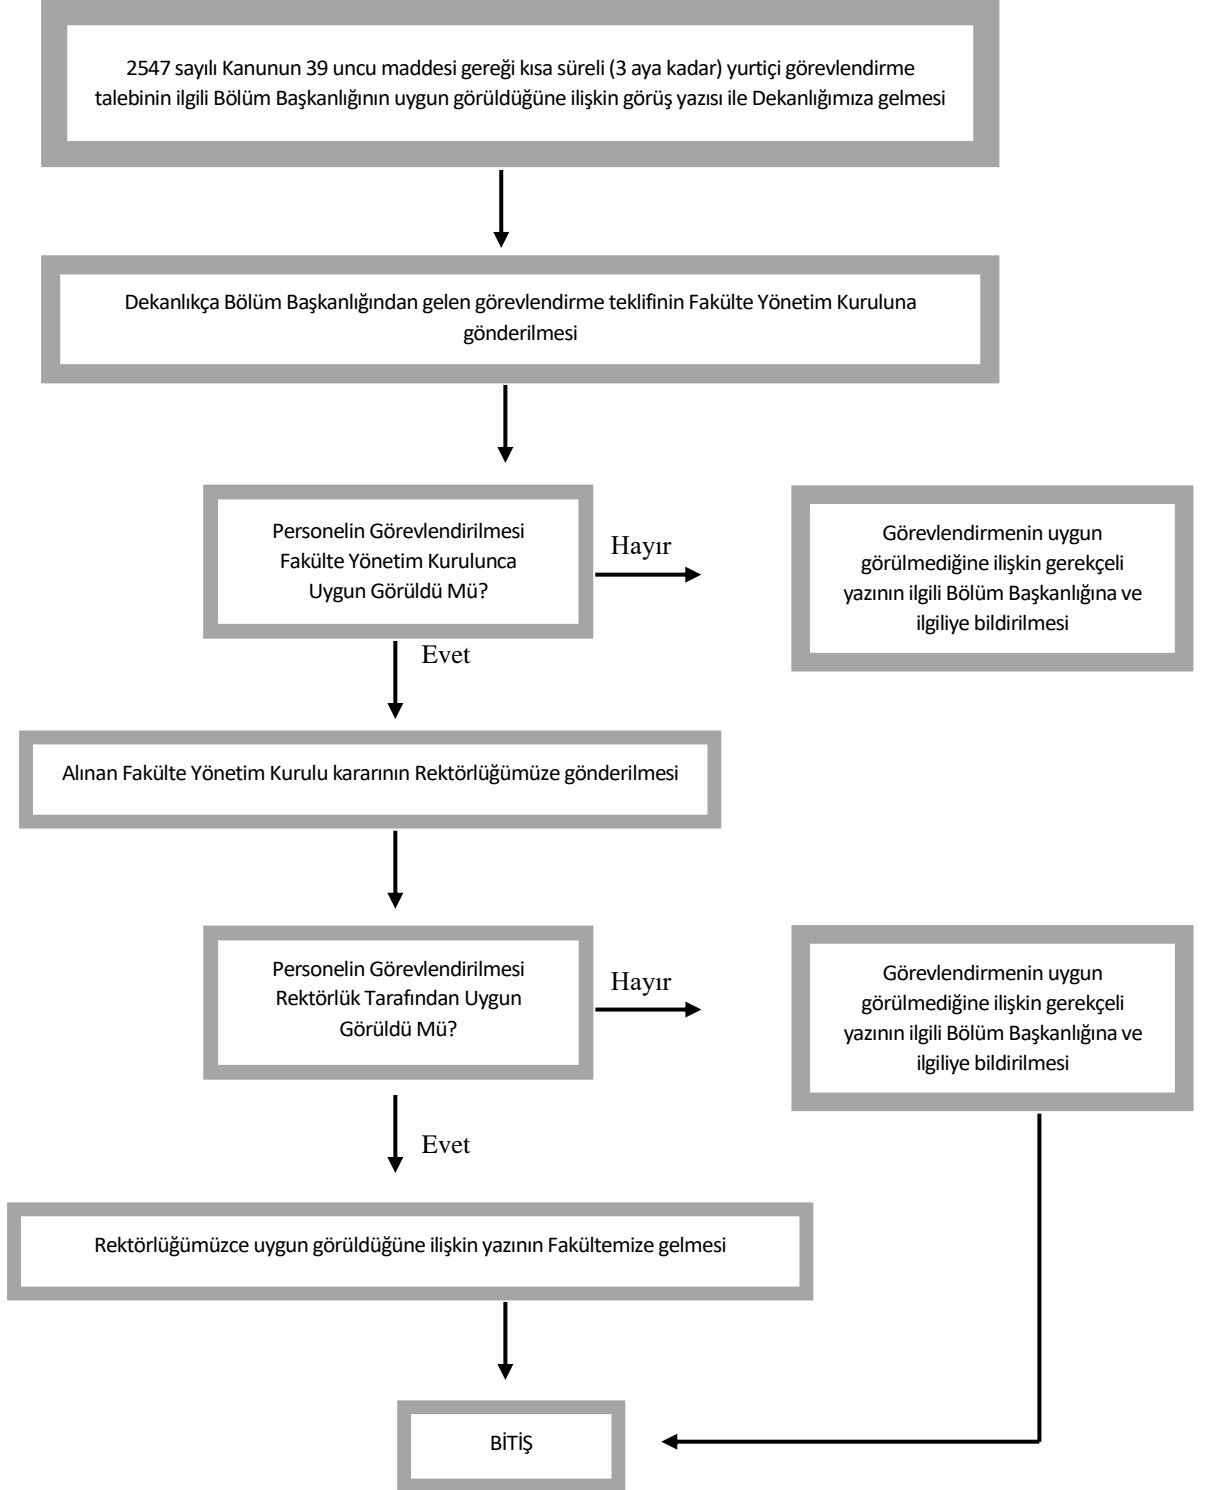 2547 sayılı Kanunun 39 uncu maddesi gereği kısa süreli (3 aya kadar) yurtiçi görevlendirme
talebinin ilgili Bölüm Başkanlığının uygun görüldüğüne ilişkin görüş yazısı ile Dekanlığımıza gelmesi
Dekanlıkça Bölüm Başkanlığından gelen görevlendirme teklifinin Fakülte Yönetim Kuruluna
gönderilmesi
Personelin Görevlendirilmesi
Fakülte Yönetim Kurulunca
Uygun Görüldü Mü?
Hayır
Görevlendirmenin uygun
görülmediğine ilişkin gerekçeli
yazının ilgili Bölüm Başkanlığına ve
ilgiliye bildirilmesi
Evet
Alınan Fakülte Yönetim Kurulu kararının Rektörlüğümüze gönderilmesi
Personelin Görevlendirilmesi
Rektörlük Tarafından Uygun
Görüldü Mü?
Hayır
Görevlendirmenin uygun
görülmediğine ilişkin gerekçeli
yazının ilgili Bölüm Başkanlığına ve
ilgiliye bildirilmesi
Evet
Rektörlüğümüzce uygun görüldüğüne ilişkin yazının Fakültemize gelmesi
BİTİŞ